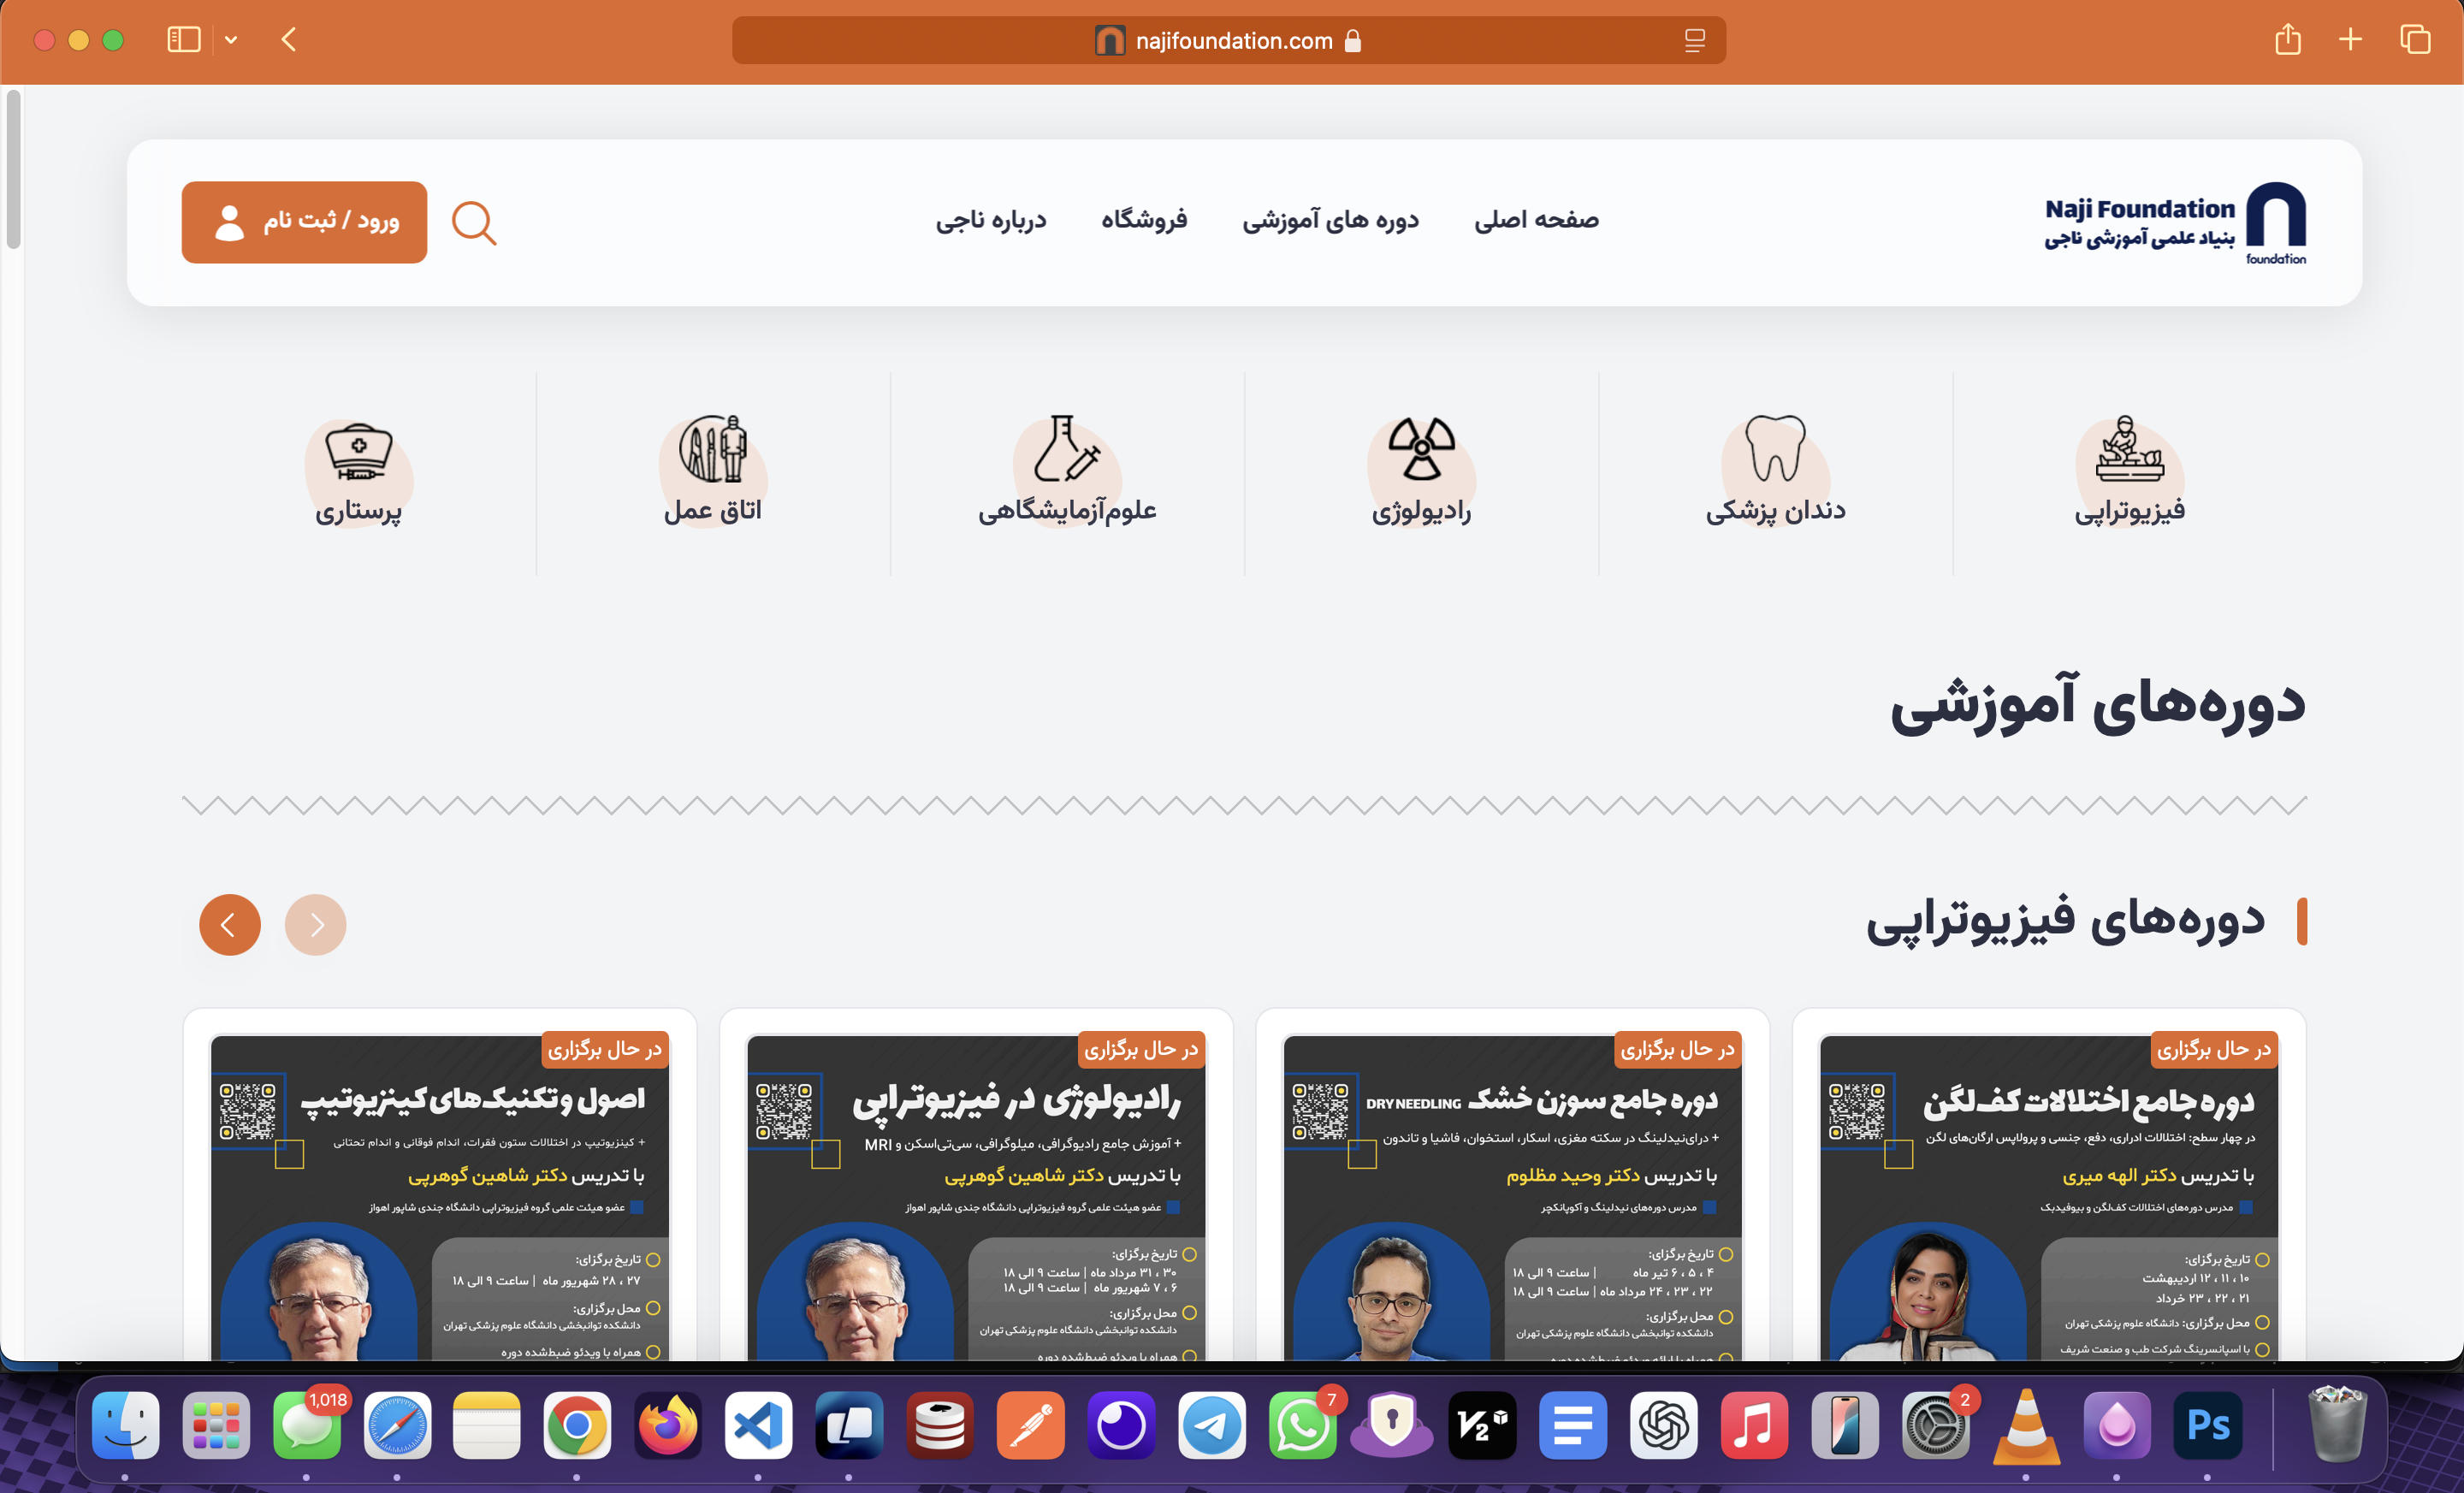 najifoundation.com
Naji Foundation
بنیاد علمی آموزشی ناجی
foundation
صفحه اصلی
دوره های آموزشی
فروشگاه
درباره ناجی
ورود / ثبت نام
فیزیوتراپی
دندان پزشکی
رادیولوژی
علوم‌آزمایشگاهی
اتاق عمل
پرستاری
دوره‌های آموزشی
دوره‌های فیزیوتراپی
در حال برگزاری
دوره جامع اختلالات کف‌لگن
در چهار سطح: اختلالات ادراری، دفع، جنسی و پرولاپس ارگان‌های لگن
با تدریس دکتر الهه میری
مدرس دوره‌های اختلالات کف‌لگن و بیوفیدبک
تاریخ برگزای:
۱۰ ، ۱۱ ، ۱۲ اردیبهشت
۲۱ ، ۲۲ ، ۲۳ خرداد
محل برگزاری: دانشگاه علوم پزشکی تهران
با اسپانسرینگ شرکت طب و صنعت شریف
در حال برگزاری
دوره جامع سوزن خشک DRY NEEDLING
+ درای‌نیدلینگ در سکته مغزی، اسکار، استخوان، فاشیا و تاندون
با تدریس دکتر وحید مظلوم
مدرس دوره‌های نیدلینگ و آکوپانکچر
تاریخ برگزای:
۴ ، ۵ ، ۶ تیر ماه | ساعت ۹ الی ۱۸
۲۲ ، ۲۳ ، ۲۴ مرداد ماه | ساعت ۹ الی ۱۸
محل برگزاری:
دانشکده توانبخشی دانشگاه علوم پزشکی تهران
در حال برگزاری
رادیولوژی در فیزیوتراپی
+ آموزش جامع رادیوگرافی، میلوگرافی، سی‌تی‌اسکن و MRI
با تدریس دکتر شاهین گوهرپی
عضو هیئت علمی گروه فیزیوتراپی دانشگاه جندی شاپور اهواز
تاریخ برگزای:
۳۰ ، ۳۱ مرداد ماه | ساعت ۹ الی ۱۸
۶ ، ۷ شهریور ماه | ساعت ۹ الی ۱۸
محل برگزاری:
دانشکده توانبخشی دانشگاه علوم پزشکی تهران
همراه با ویدئو ضبط‌شده دوره
در حال برگزاری
اصول و تکنیک‌های کینزیوتیپ
+ کینزیوتیپ در اختلالات ستون فقرات، اندام فوقانی و اندام تحتانی
با تدریس دکتر شاهین گوهرپی
عضو هیئت علمی گروه فیزیوتراپی دانشگاه جندی شاپور اهواز
تاریخ برگزای:
۲۷ ، ۲۸ شهریور ماه | ساعت ۹ الی ۱۸
محل برگزاری:
دانشکده توانبخشی دانشگاه علوم پزشکی تهران
همراه با ویدئو ضبط‌شده دوره
1,018
7
2
Ps